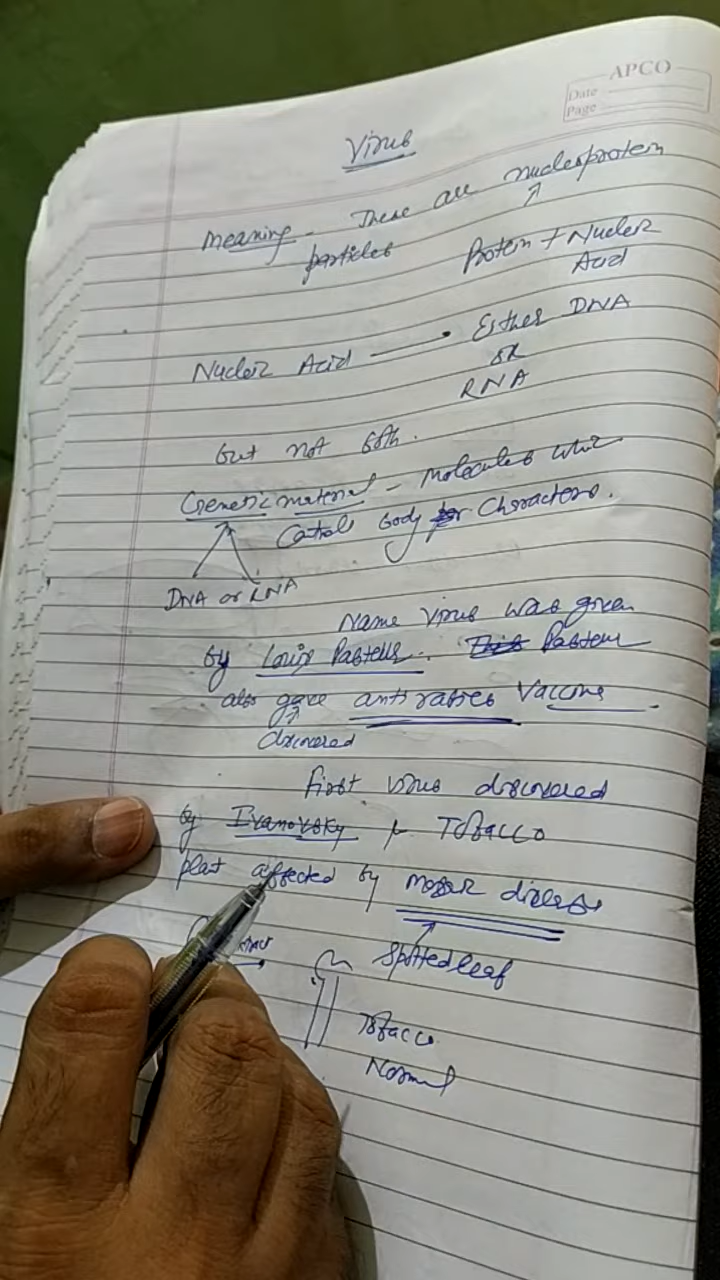 APCO
Date
Page
Virus
Meaning - These are nucleoprotein
particles
Protein + Nucleic
Acid
Nucleic Acid Either DNA
OR
RNA
but not both.
Genetic material - Molecules which
Control body Characters.
DNA or RNA
Name virus was given
by Louis Pasteur. This Pasteur
also gave anti rabies Vaccine
discovered
First virus discovered
by Ivanovsky Tobacco
plant affected by disease
Spotted leaf
Tobacco
Normal